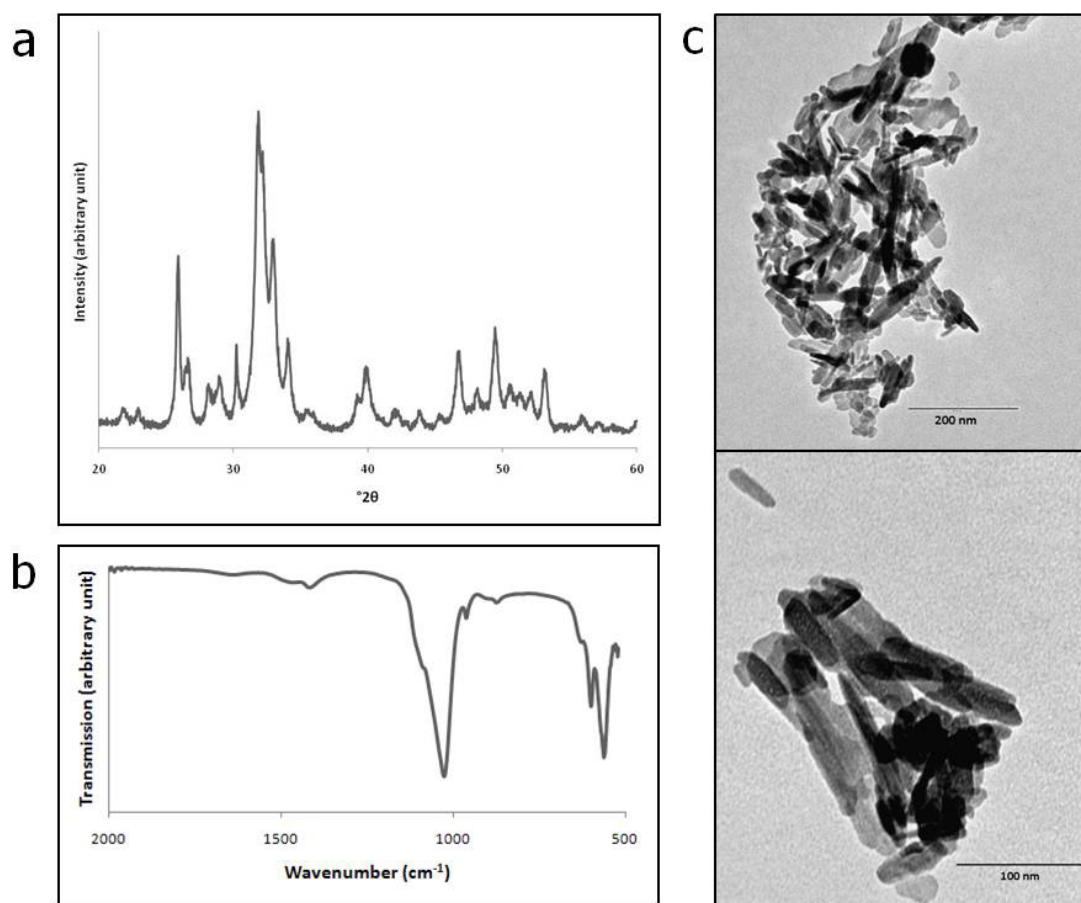 a
Intensity (arbitrary unit)
20 30 40 50 60
°2θ
b
Transmission (arbitrary unit)
2000 1500 1000 500
Wavenumber (cm⁻¹)
c
200 nm
100 nm